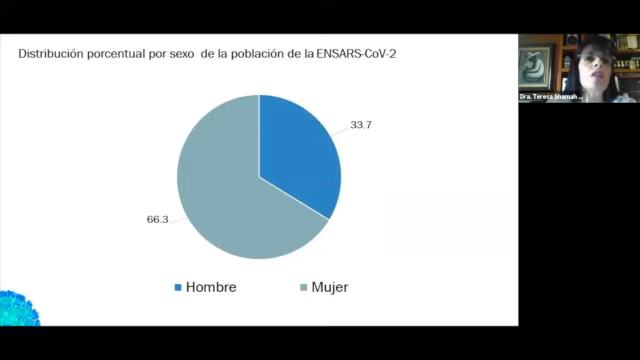 Distribución porcentual por sexo de la población de la ENSARS-CoV-2
33.7
66.3
Hombre
Mujer
Dra. Teresa Shamah